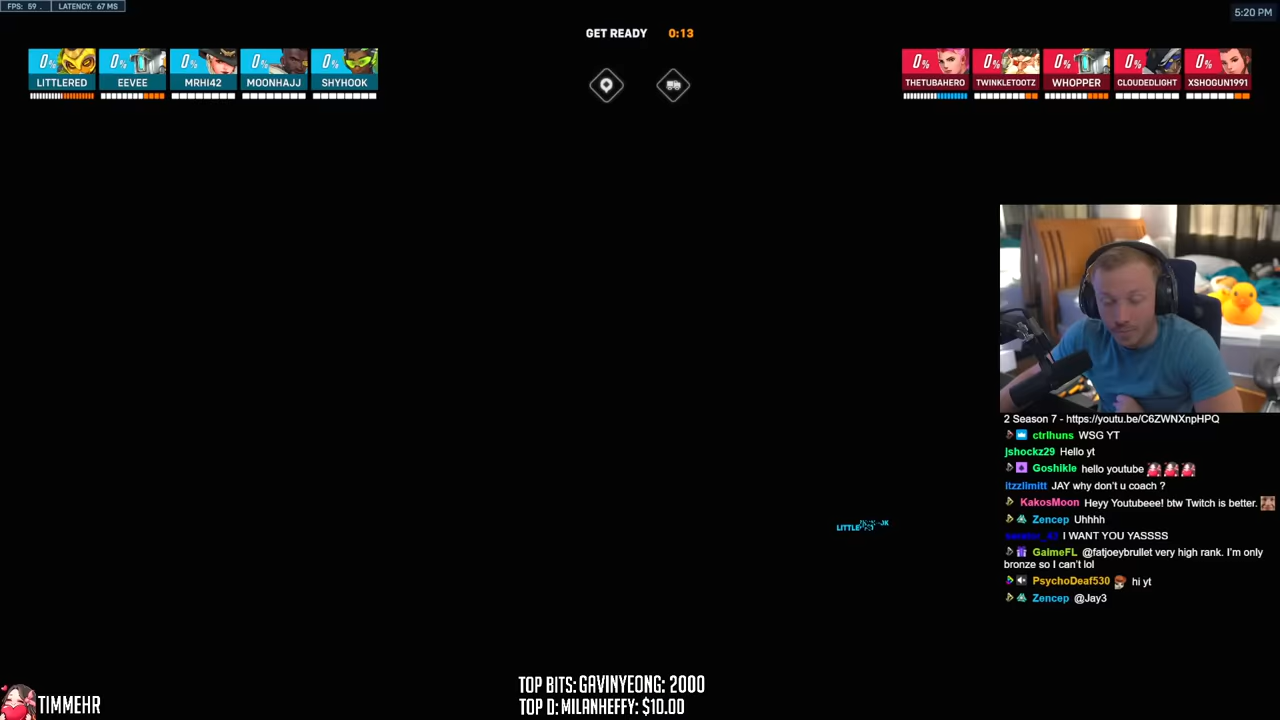 FPS: 59 . LATENCY: 67 MS
5:20 PM
GET READY 0:13
0% 0% 0% 0% 0%
LITTLERED EEVEE MRHI42 MOONHAJJ SHYHOOK
0% 0% 0% 0% 0%
THETUBAHERO TWINKLETOOTZ WHOPPER CLOUDEDLIGHT XSHOGUN1991
2 Season 7 - https://youtu.be/C6ZWNXnpHPQ
ctrlhuns WSG YT
jshockz29 Hello yt
Goshikle hello youtube
itzzlimitt JAY why don't u coach ?
KakosMoon Heyy Youtubeee! btw Twitch is better.
Zencep Uhhhh
I WANT YOU YASSSS
GaimeFL @fatjoeybrullet very high rank. I'm only
bronze so I can't lol
PsychoDeaf530 hi yt
Zencep @Jay3
TOP BITS: GAVINYEONG: 2000
TOP D: MILANHEFFY: $10.00
TIMMEHR